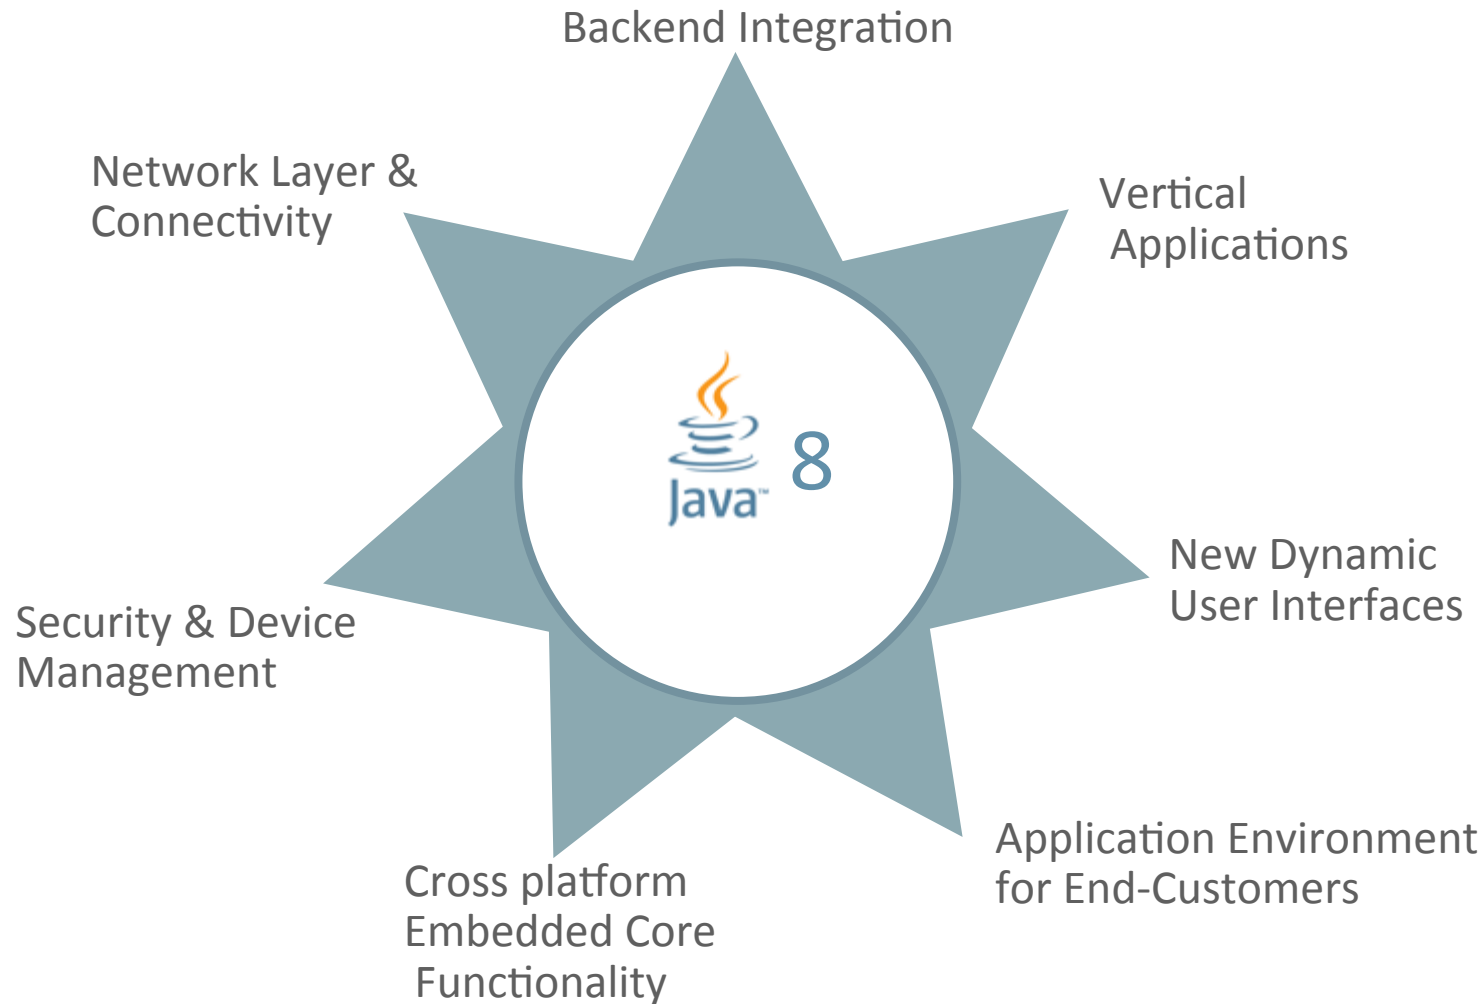 Backend Integration
Network Layer &
Connectivity
Vertical
Applications
Java™ 8
New Dynamic
User Interfaces
Security & Device
Management
Application Environment
for End-Customers
Cross platform
Embedded Core
Functionality